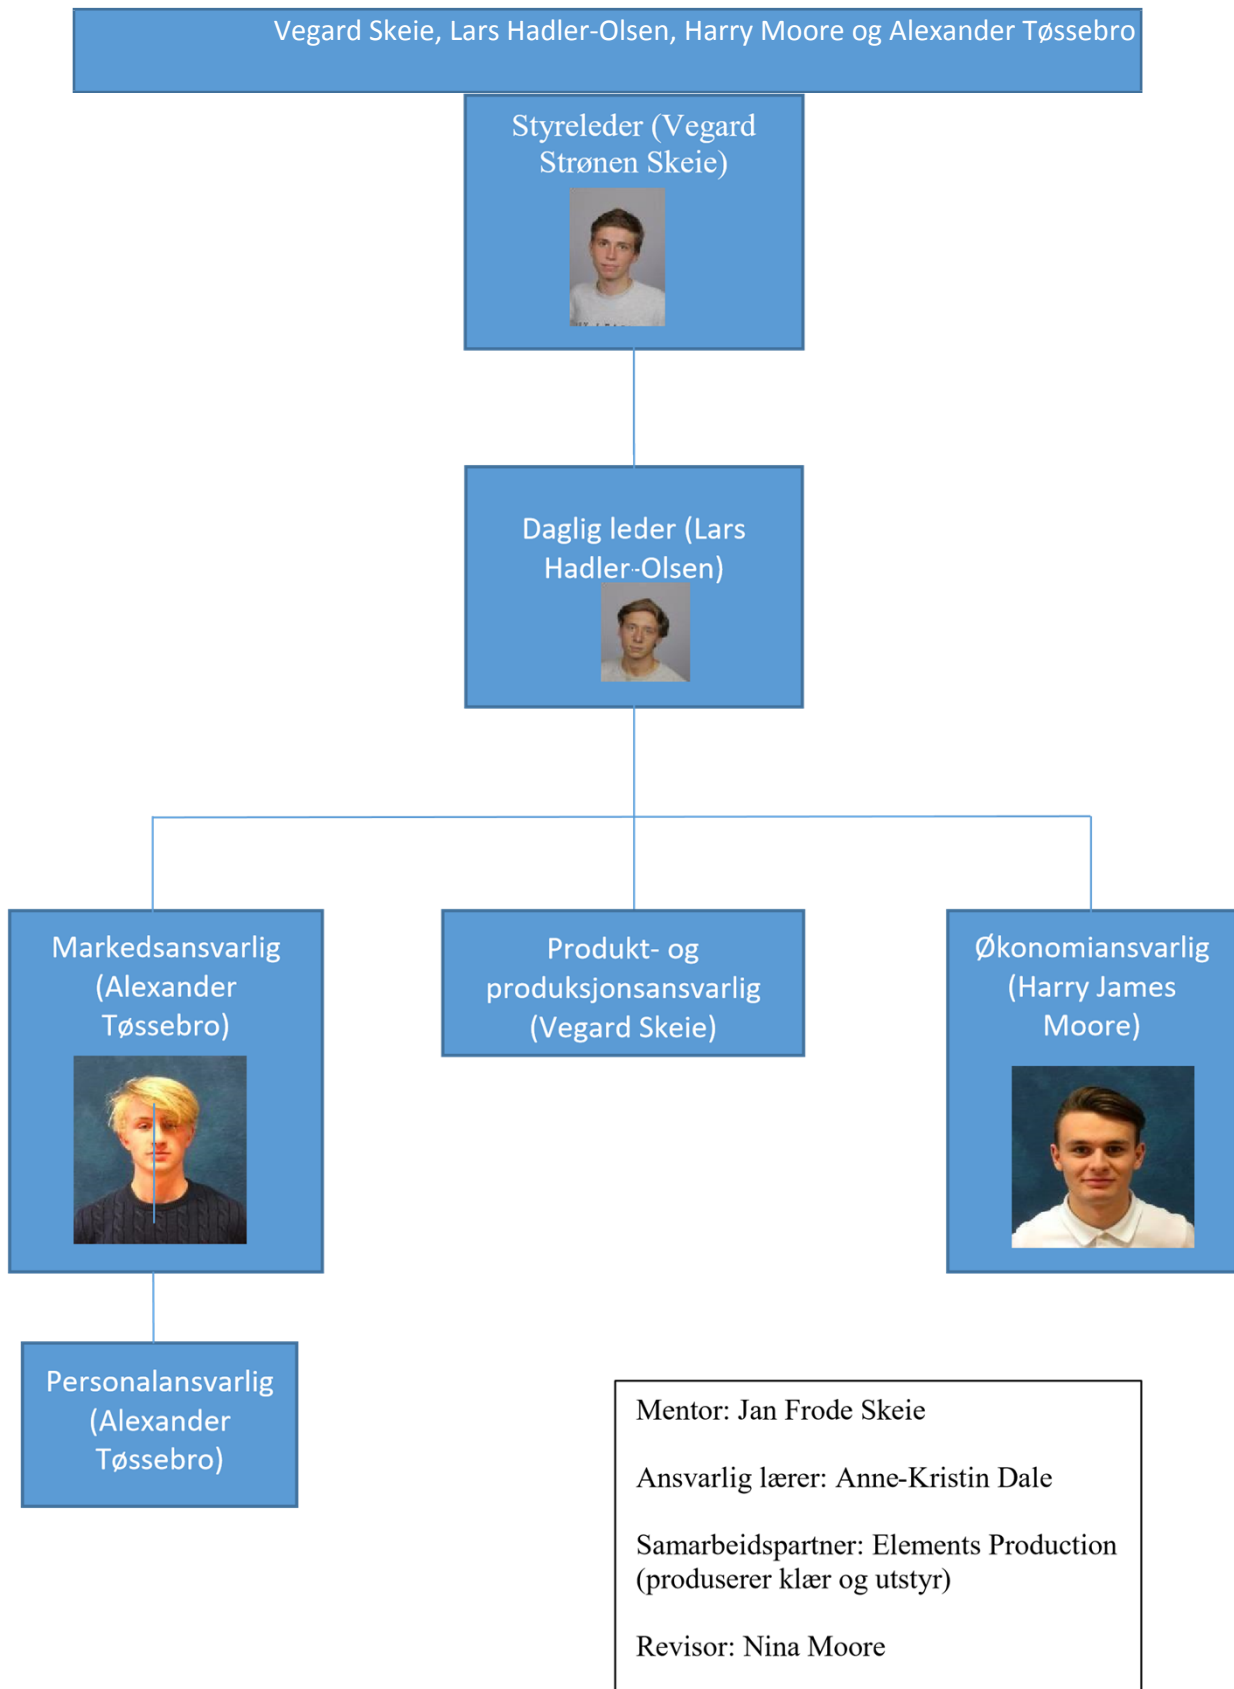 Vegard Skeie, Lars Hadler-Olsen, Harry Moore og Alexander Tøssebro
Styreleder (Vegard
Strønen Skeie)
Daglig leder (Lars
Hadler-Olsen)
Markedsansvarlig
(Alexander
Tøssebro)
Produkt- og
produksjonsansvarlig
(Vegard Skeie)
Økonomiansvarlig
(Harry James
Moore)
Personalansvarlig
(Alexander
Tøssebro)
Mentor: Jan Frode Skeie
Ansvarlig lærer: Anne-Kristin Dale
Samarbeidspartner: Elements Production
(produserer klær og utstyr)
Revisor: Nina Moore